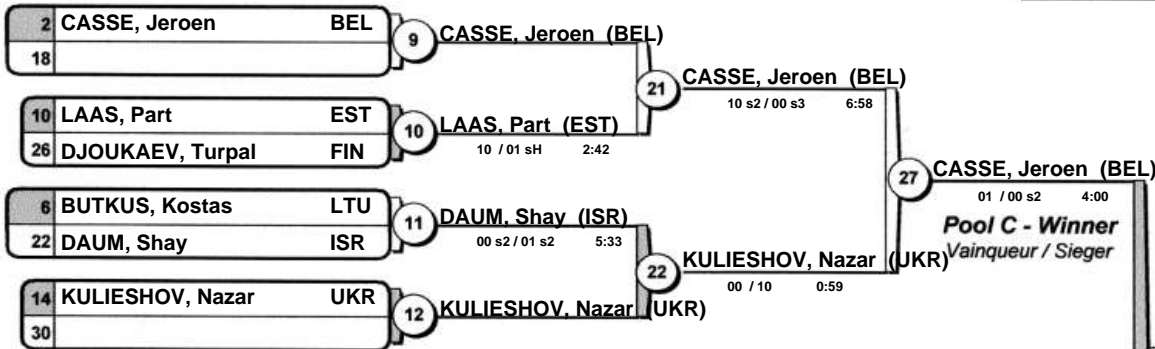 2 CASSE, Jeroen BEL
18
9 CASSE, Jeroen (BEL)
10 LAAS, Part EST
26 DJOUKAEV, Turpal FIN
10 LAAS, Part (EST)
10 / 01 sH 2:42
21 CASSE, Jeroen (BEL)
10 s2 / 00 s3 6:58
6 BUTKUS, Kostas LTU
22 DAUM, Shay ISR
11 DAUM, Shay (ISR)
00 s2 / 01 s2 5:33
14 KULIESHOV, Nazar UKR
30
12 KULIESHOV, Nazar (UKR)
22 KULIESHOV, Nazar (UKR)
00 / 10 0:59
27 CASSE, Jeroen (BEL)
01 / 00 s2 4:00
Pool C - Winner
Vainqueur / Sieger